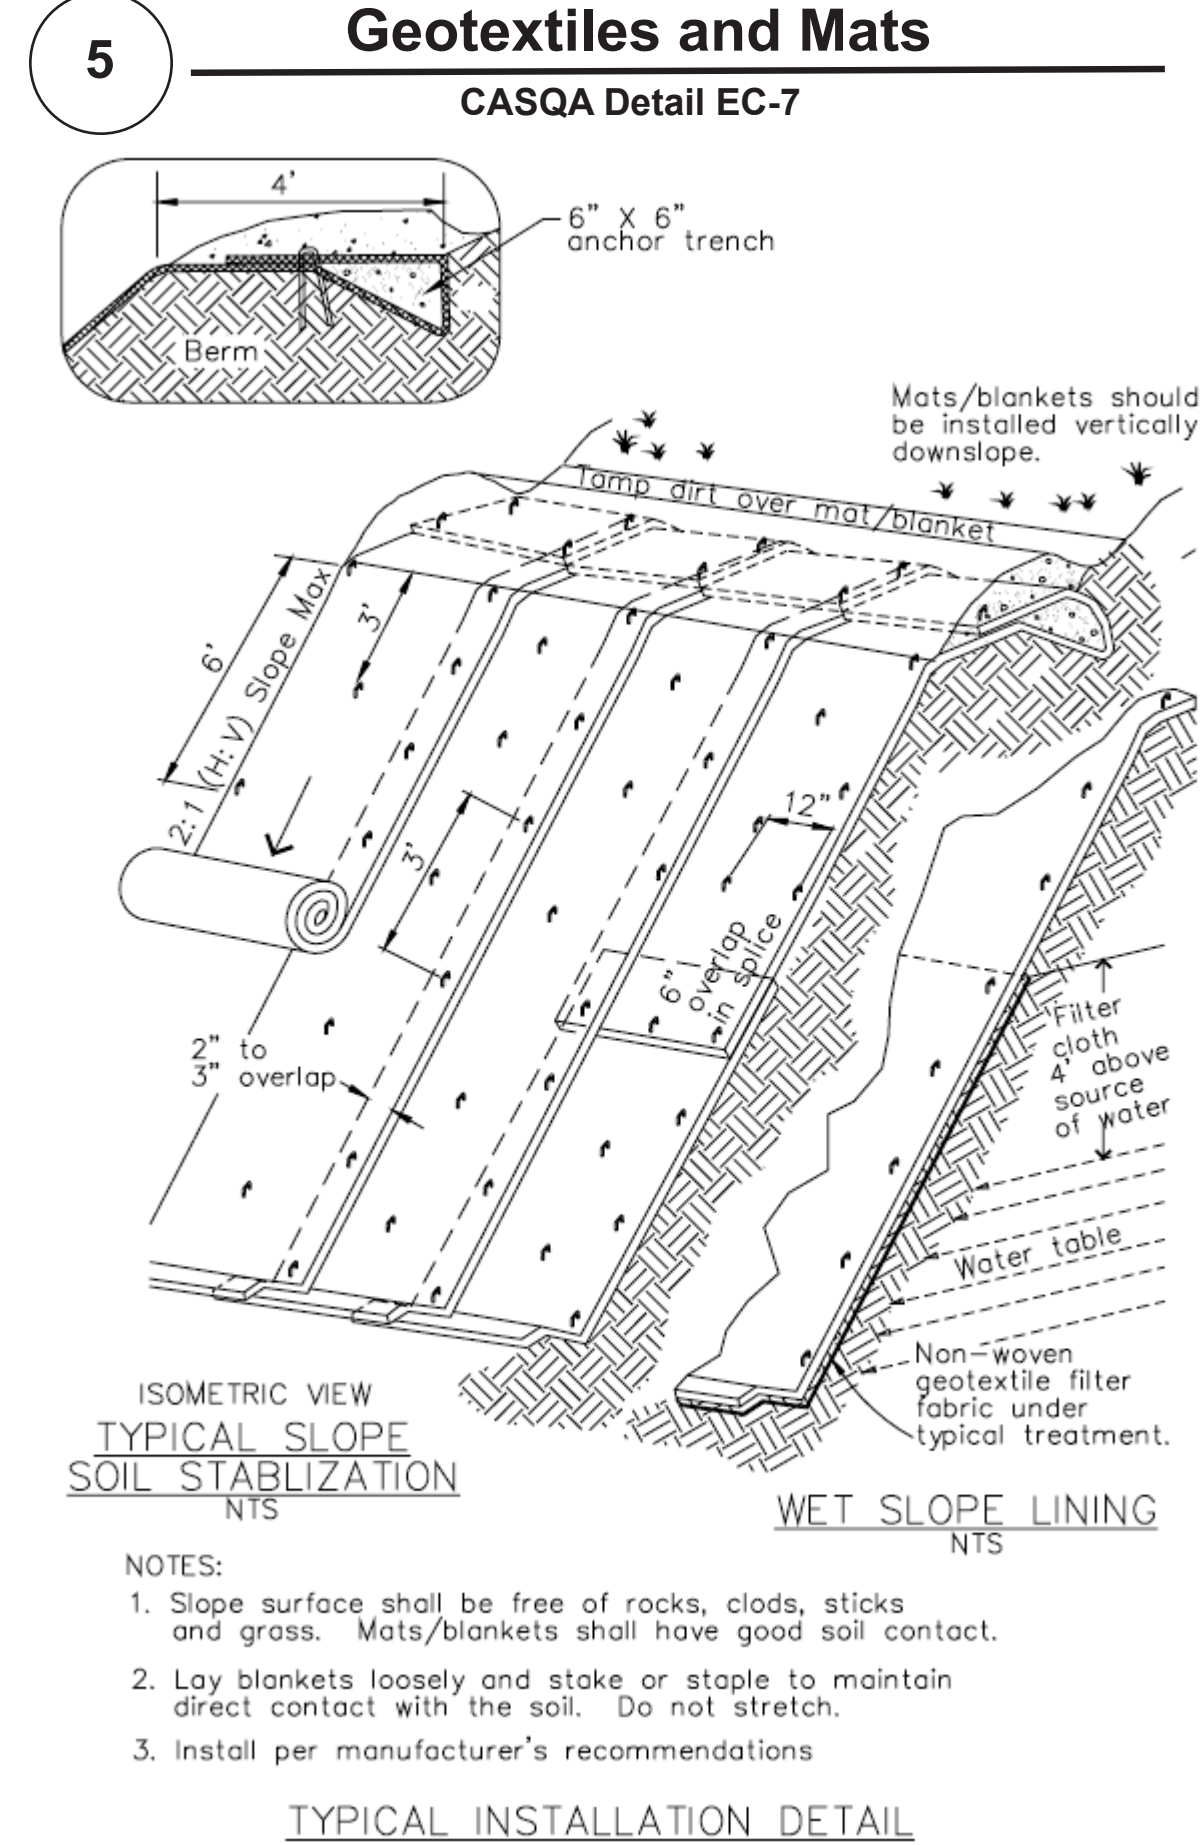 5
Geotextiles and Mats
CASQA Detail EC-7
4'
6" X 6"
anchor trench
Berm
Mats/blankets should
be installed vertically
downslope.
Tamp dirt over mat/blanket
6'
2:1 (H:V) Slope Max
3'
12"
3'
6"
overlap
in splice
2" to
3" overlap
Filter
cloth
4' above
source
of water
Water table
Non-woven
geotextile filter
fabric under
typical treatment.
ISOMETRIC VIEW
TYPICAL SLOPE
SOIL STABLIZATION
NTS
WET SLOPE LINING
NTS
NOTES:
1. Slope surface shall be free of rocks, clods, sticks
and grass. Mats/blankets shall have good soil contact.
2. Lay blankets loosely and stake or staple to maintain
direct contact with the soil. Do not stretch.
3. Install per manufacturer's recommendations
TYPICAL INSTALLATION DETAIL